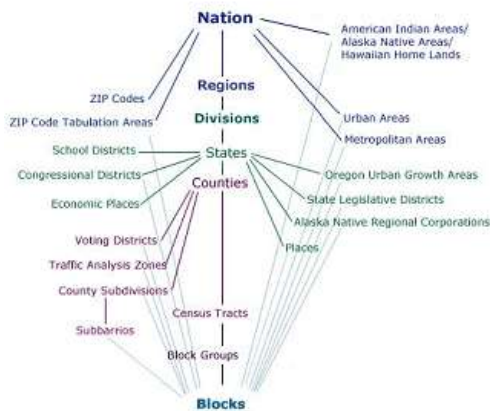 Nation
American Indian Areas/
Alaska Native Areas/
Hawaiian Home Lands
Regions
ZIP Codes
Urban Areas
ZIP Code Tabulation Areas
Divisions
Metropolitan Areas
School Districts
States
Congressional Districts
Oregon Urban Growth Areas
Counties
State Legislative Districts
Economic Places
Alaska Native Regional Corporations
Voting Districts
Places
Traffic Analysis Zones
County Subdivisions
Census Tracts
Subbarrios
Block Groups
Blocks